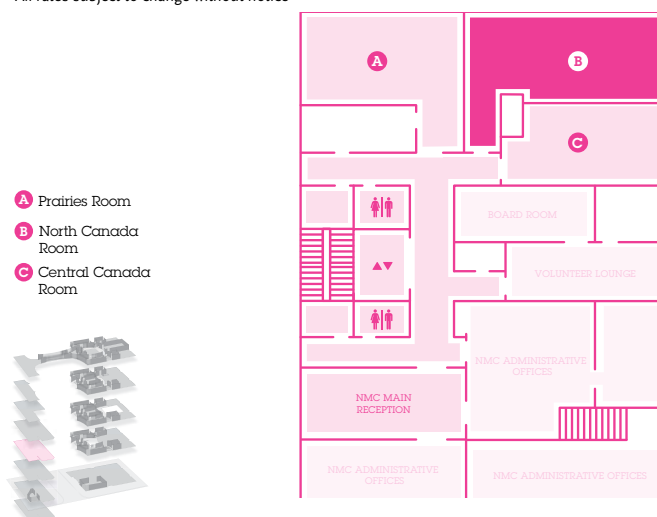 All rates subject to change without notice
A
B
C
A Prairies Room
B North Canada
Room
C Central Canada
Room
BOARD ROOM
VOLUNTEER LOUNGE
NMC ADMINISTRATIVE
OFFICES
NMC MAIN
RECEPTION
NMC ADMINISTRATIVE
OFFICES
NMC ADMINISTRATIVE OFFICES